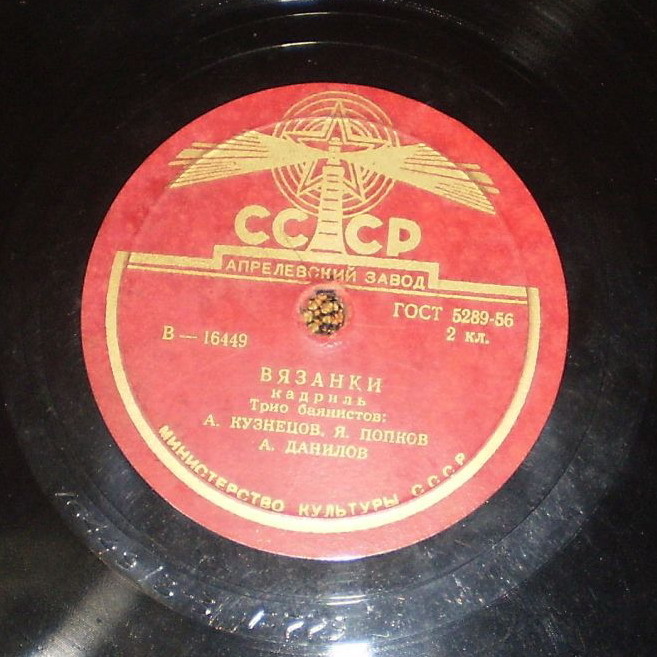 СССР
АПРЕЛЕВСКИЙ ЗАВОД
ГОСТ 5289-56
2 кл.
В — 16449
ВЯЗАНКИ
кадриль
Трио баянистов:
А. КУЗНЕЦОВ, Я. ПОПКОВ
А. ДАНИЛОВ
МИНИСТЕРСТВО КУЛЬТУРЫ СССР